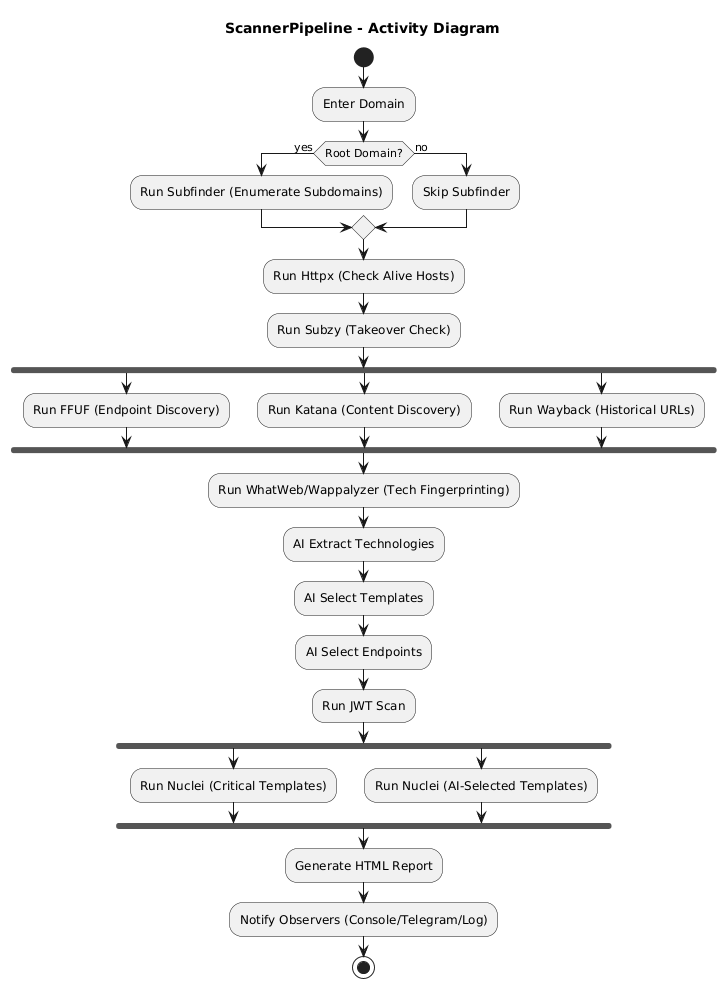 ScannerPipeline - Activity Diagram
Enter Domain
yes
Root Domain?
no
Run Subfinder (Enumerate Subdomains)
Skip Subfinder
Run Httpx (Check Alive Hosts)
Run Subzy (Takeover Check)
Run FFUF (Endpoint Discovery)
Run Katana (Content Discovery)
Run Wayback (Historical URLs)
Run WhatWeb/Wappalyzer (Tech Fingerprinting)
AI Extract Technologies
AI Select Templates
AI Select Endpoints
Run JWT Scan
Run Nuclei (Critical Templates)
Run Nuclei (AI-Selected Templates)
Generate HTML Report
Notify Observers (Console/Telegram/Log)